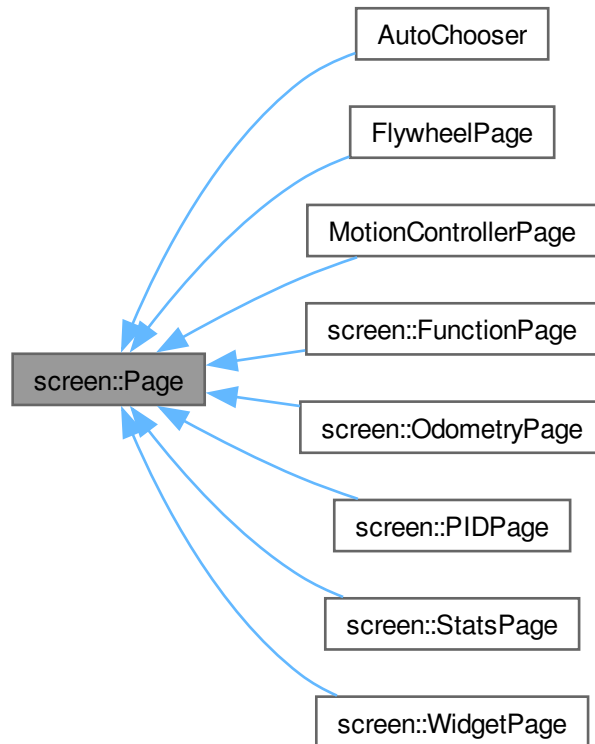 AutoChooser
FlywheelPage
MotionControllerPage
screen::FunctionPage
screen::Page
screen::OdometryPage
screen::PIDPage
screen::StatsPage
screen::WidgetPage